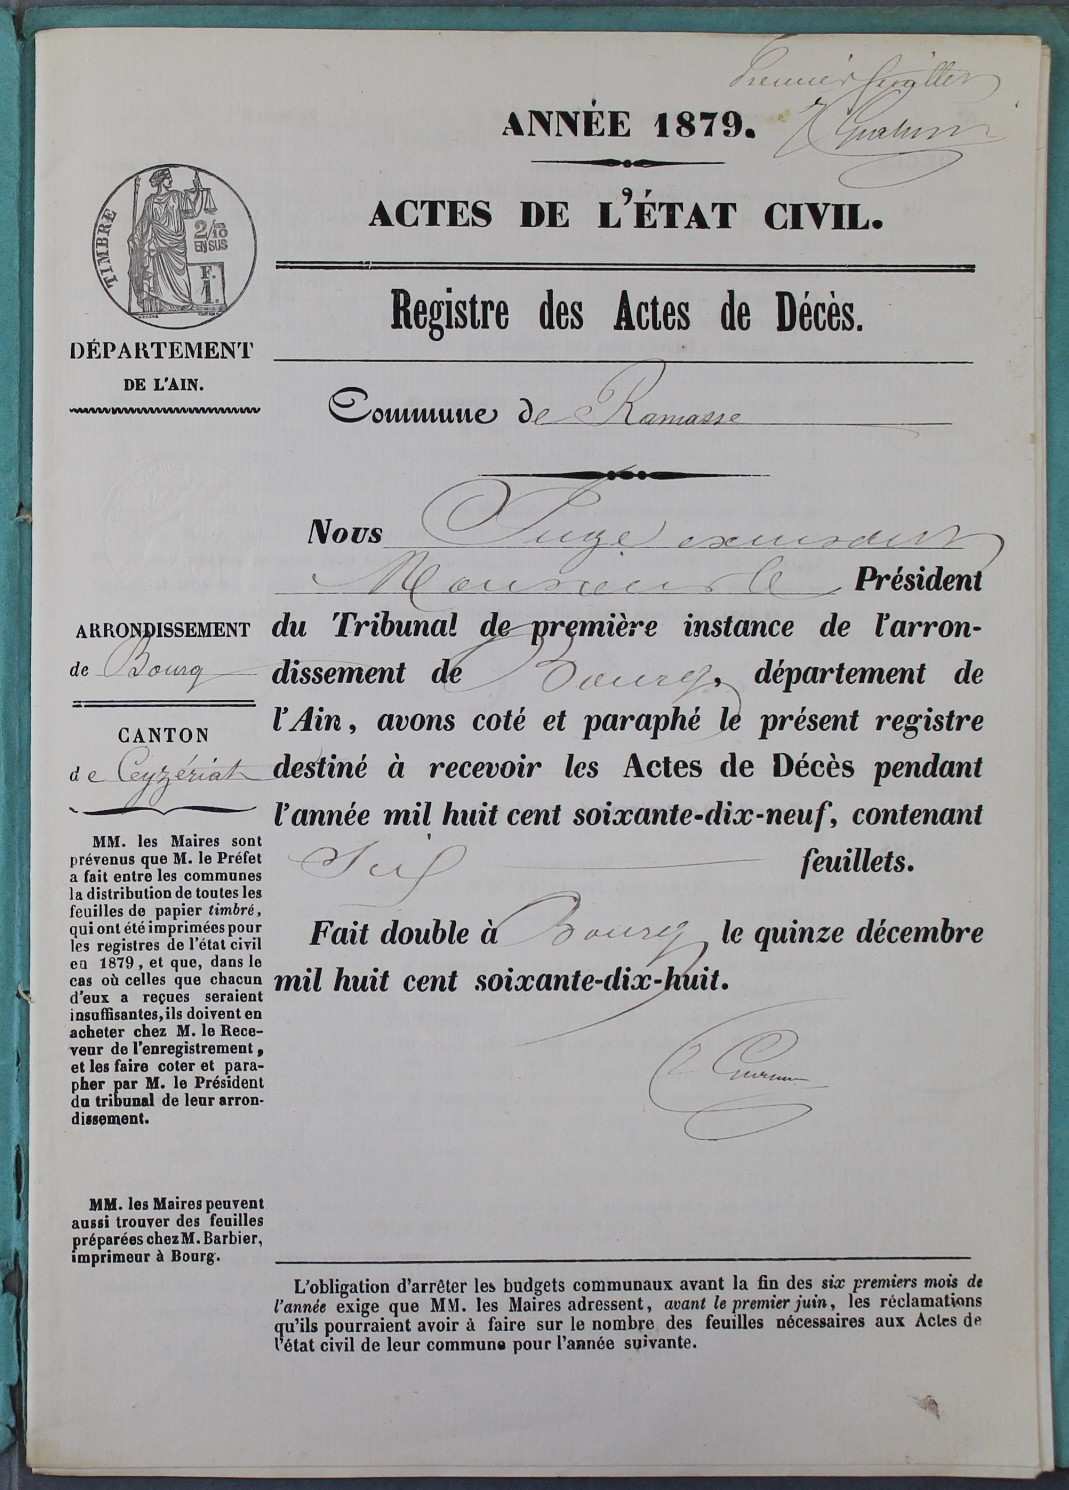 Premier feuillet
ANNÉE 1879.
ACTES DE L'ÉTAT CIVIL.
TIMBRE
2/10
EN SUS
F.
1.
Registre des Actes de Décès.
DÉPARTEMENT
DE L'AIN.
Commune de Ramasse
Nous Juge
Monsieur le Président
du Tribunal de première instance de l'arron-
dissement de Bourg, département de
l'Ain, avons coté et paraphé le présent registre
destiné à recevoir les Actes de Décès pendant
l'année mil huit cent soixante-dix-neuf, contenant
feuillets.
Fait double à Bourg le quinze décembre
mil huit cent soixante-dix-huit.
ARRONDISSEMENT
de Bourg
CANTON
de Ceyzériat
MM. les Maires sont
prévenus que M. le Préfet
a fait entre les communes
la distribution de toutes les
feuilles de papier timbré,
qui ont été imprimées pour
les registres de l'état civil
en 1879, et que, dans le
cas où celles que chacun
d'eux a reçues seraient
insuffisantes, ils doivent en
acheter chez M. le Rece-
veur de l'enregistrement,
et les faire coter et para-
pher par M. le Président
du tribunal de leur arron-
dissement.
MM. les Maires peuvent
aussi trouver des feuilles
préparées chez M. Barbier,
imprimeur à Bourg.
L'obligation d'arrêter les budgets communaux avant la fin des six premiers mois de
l'année exige que MM. les Maires adressent, avant le premier juin, les réclamations
qu'ils pourraient avoir à faire sur le nombre des feuilles nécessaires aux Actes de
l'état civil de leur commune pour l'année suivante.